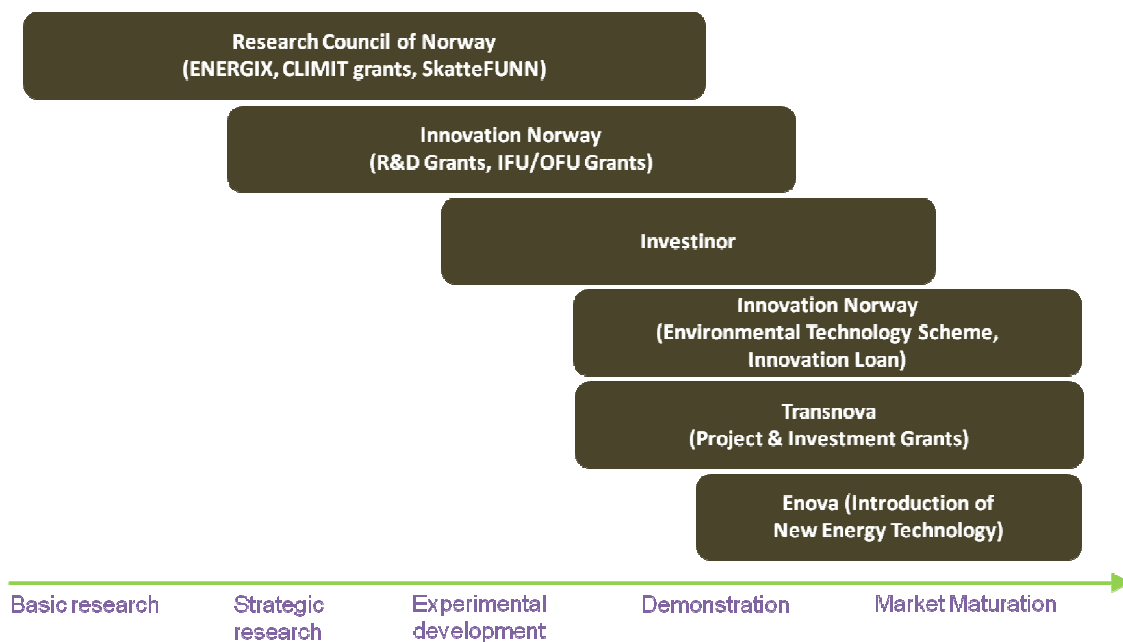 Research Council of Norway
(ENERGIX, CLIMIT grants, SkatteFUNN)
Innovation Norway
(R&D Grants, IFU/OFU Grants)
Investinor
Innovation Norway
(Environmental Technology Scheme,
Innovation Loan)
Transnova
(Project & Investment Grants)
Enova (Introduction of
New Energy Technology)
Basic research
Strategic
research
Experimental
development
Demonstration
Market Maturation